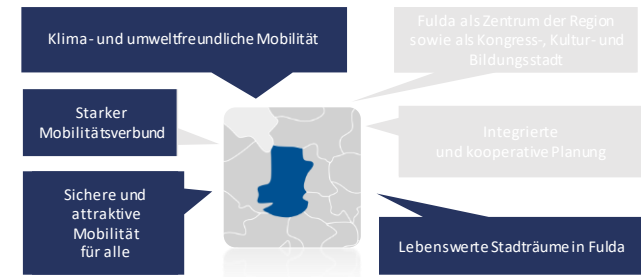 Klima- und umweltfreundliche Mobilität
Fulda als Zentrum der Region
sowie als Kongress-, Kultur- und
Bildungsstadt
Starker
Mobilitätsverbund
Integrierte
und kooperative Planung
Sichere und
attraktive
Mobilität
für alle
Lebenswerte Stadträume in Fulda